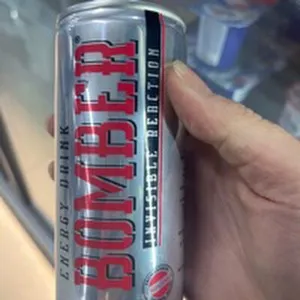 ENERGY DRINK
BOMBER
INVISIBLE REACTION